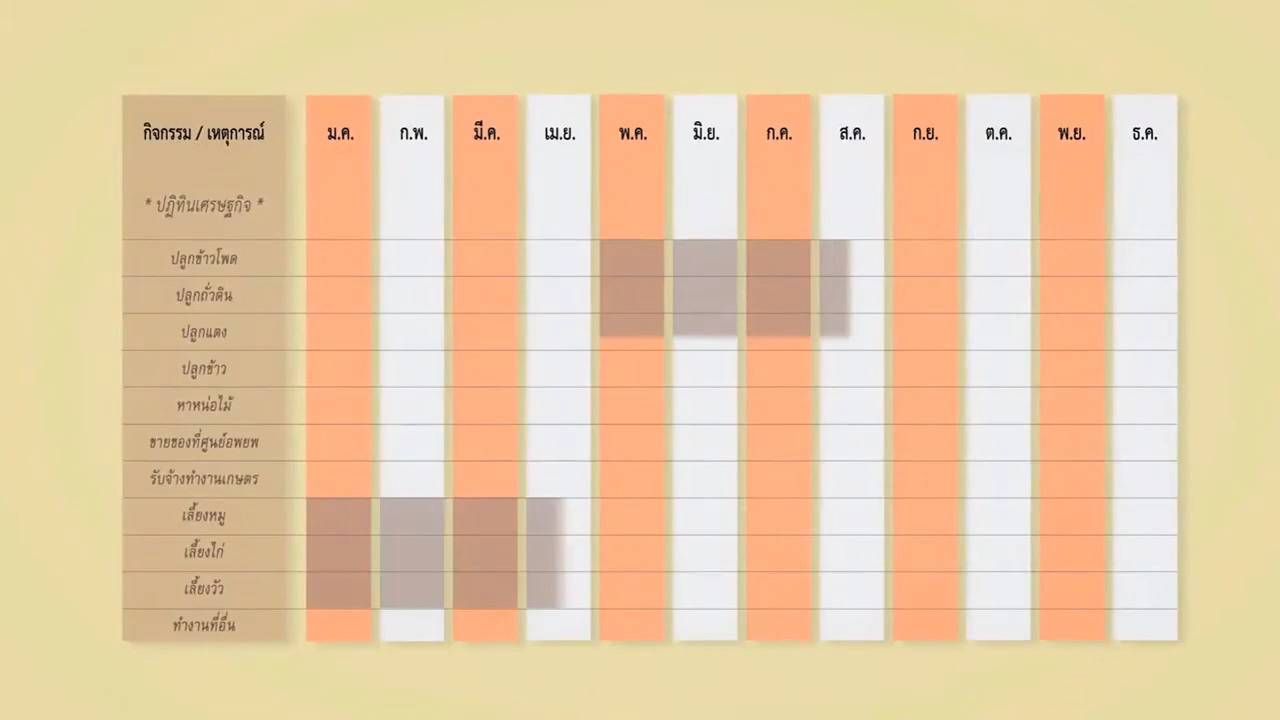 กิจกรรม / เหตุการณ์ ม.ค. ก.พ. มี.ค. เม.ย. พ.ค. มิ.ย. ก.ค. ส.ค. ก.ย. ต.ค. พ.ย. ธ.ค.
* ปฏิทินเศรษฐกิจ *
ปลูกข้าวโพด
ปลูกถั่วดิน
ปลูกแตง
ปลูกข้าว
หาหน่อไม้
ขายของที่ศูนย์อพยพ
รับจ้างทำงานเกษตร
เลี้ยงหมู
เลี้ยงไก่
เลี้ยงวัว
ทำงานที่อื่น